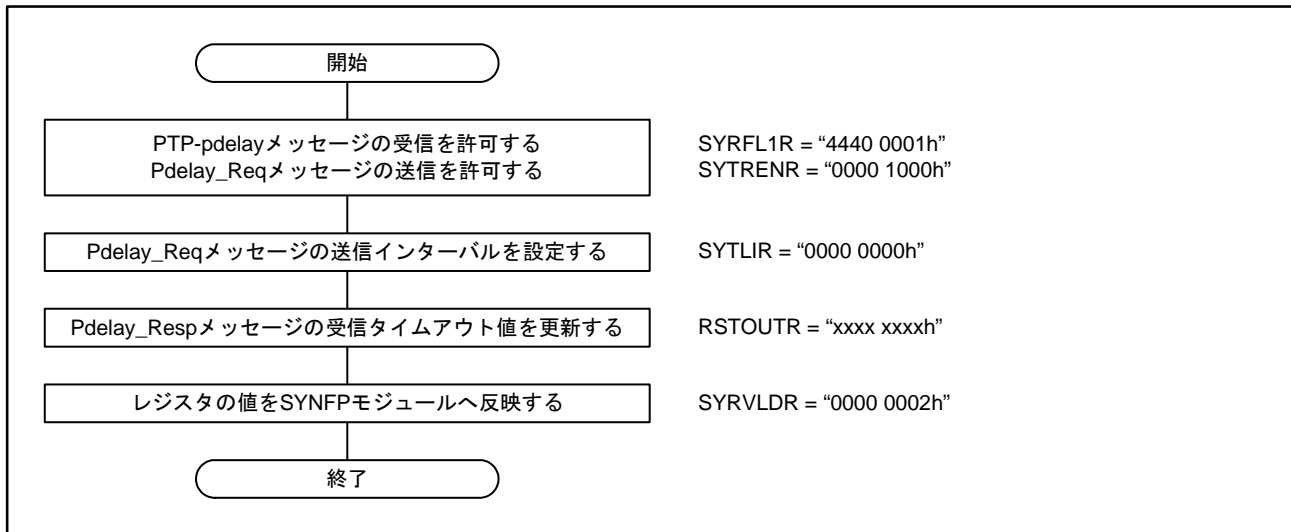 開始
PTP-pdelayメッセージの受信を許可する
Pdelay_Reqメッセージの送信を許可する
SYRFL1R = “4440 0001h”
SYTRENR = “0000 1000h”
Pdelay_Reqメッセージの送信インターバルを設定する
SYTLIR = “0000 0000h”
Pdelay_Respメッセージの受信タイムアウト値を更新する
RSTOUTR = “xxxx xxxxh”
レジスタの値をSYNFPモジュールへ反映する
SYRVLDR = “0000 0002h”
終了